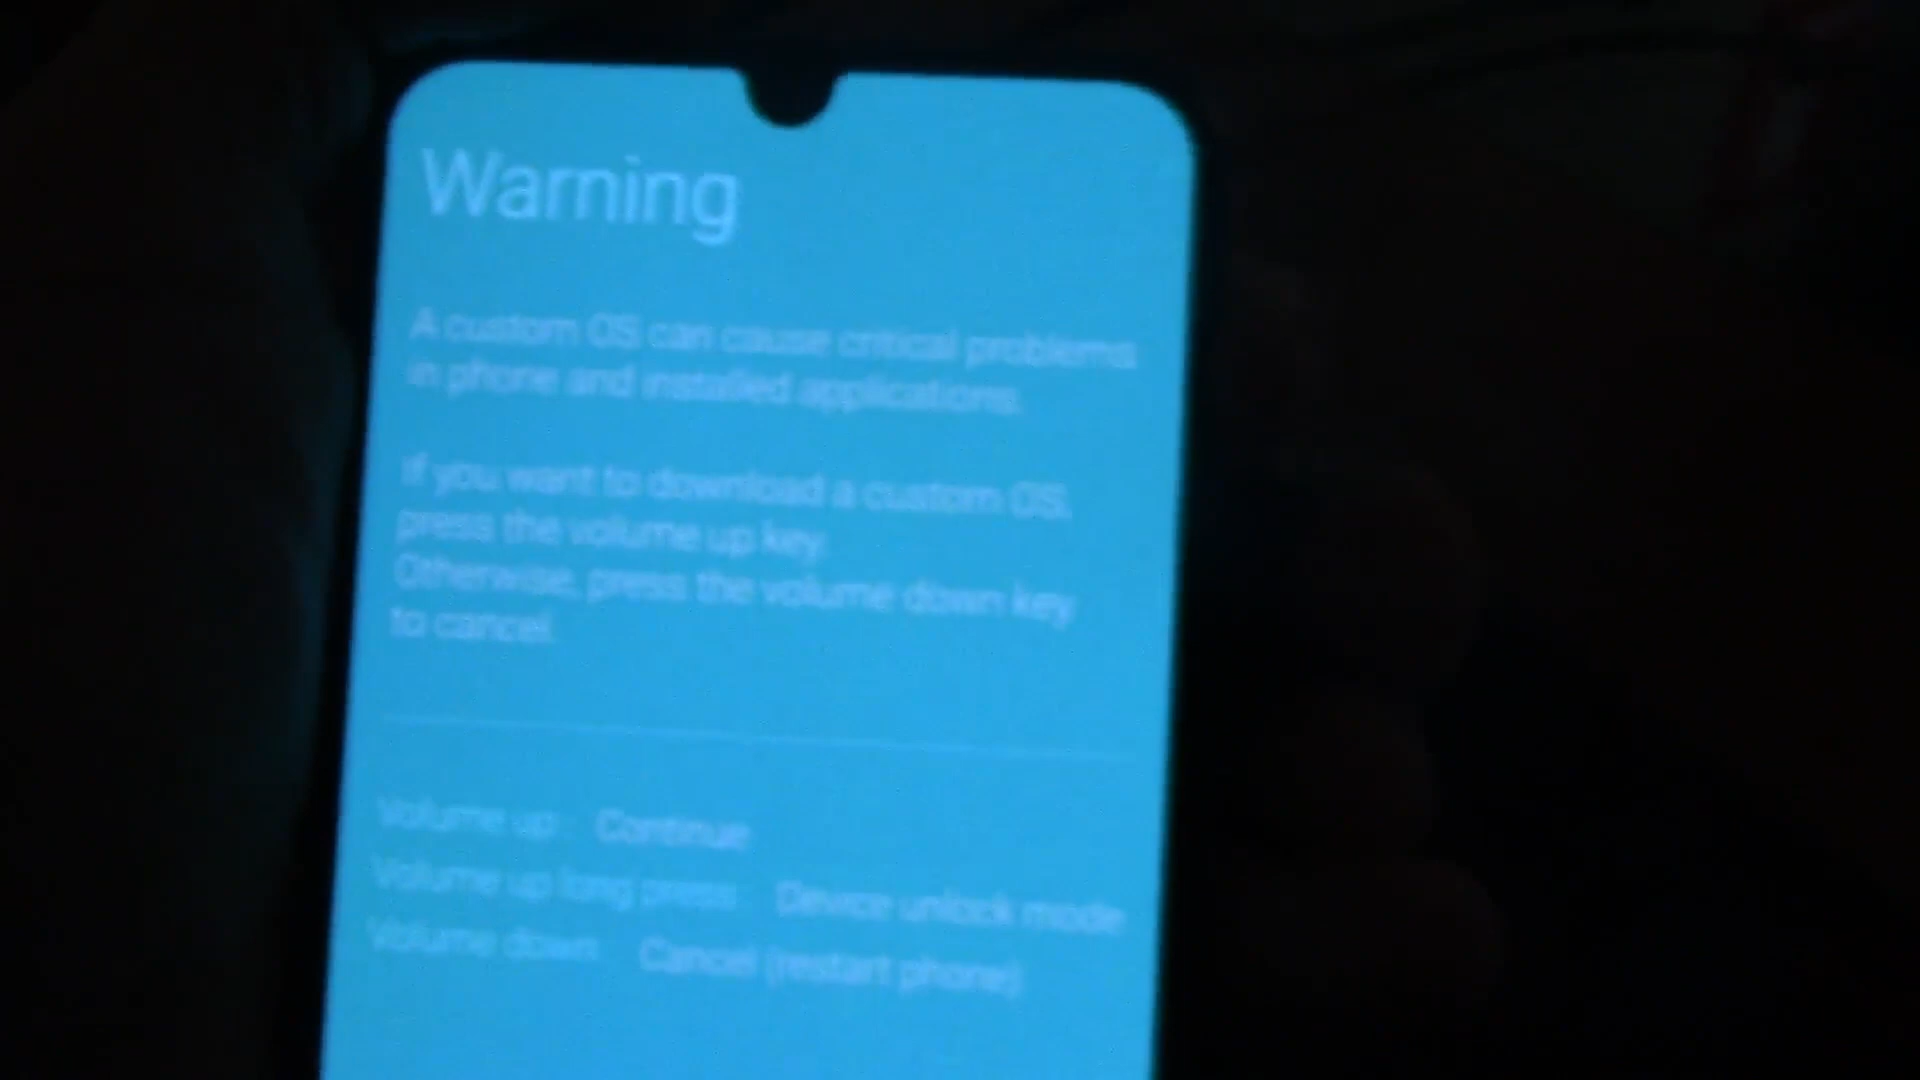 Warning
A custom OS can cause critical problems
in phone and installed applications.
If you want to download a custom OS,
press the volume up key.
Otherwise, press the volume down key
to cancel.
Volume up: Continue
Volume up long press: Device unlock mode
Volume down: Cancel (restart phone)